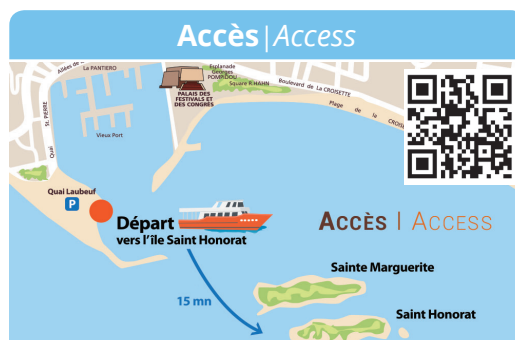 Accès | Access
Allées de
La PANTIERO
Esplanade
Georges
POMPIDOU
Square R.HAHN
Boulevard de La CROISETTE
PALAIS DES
FESTIVALS ET
DES CONGRÈS
Plage de la CROIS
Quai St. PIERRE
Vieux Port
Quai Laubeuf
P
Départ
vers l'île Saint Honorat
ACCÈS | ACCESS
Sainte Marguerite
15 mn
Saint Honorat